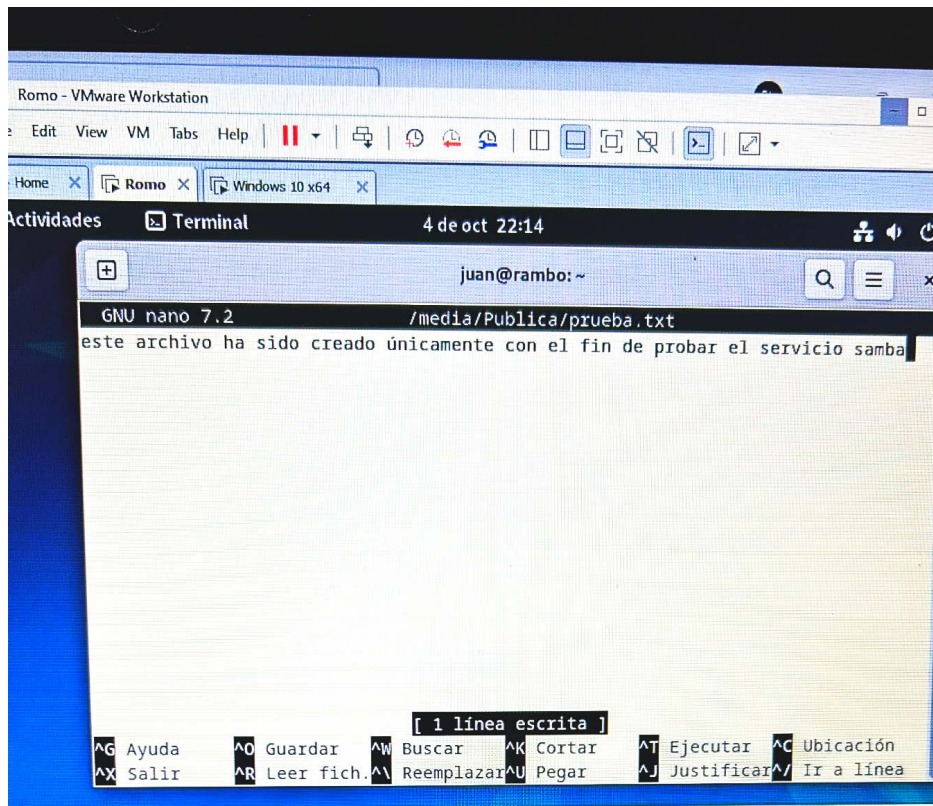 Romo - VMware Workstation
Edit View VM Tabs Help
Home Romo Windows 10 x64
Actividades Terminal 4 de oct 22:14
juan@rambo: ~
GNU nano 7.2 /media/Publica/prueba.txt
este archivo ha sido creado únicamente con el fin de probar el servicio samba
[ 1 línea escrita ]
^G Ayuda ^O Guardar ^W Buscar ^K Cortar ^T Ejecutar ^C Ubicación
^X Salir ^R Leer fich. ^\ Reemplazar ^U Pegar ^J Justificar ^/ Ir a línea